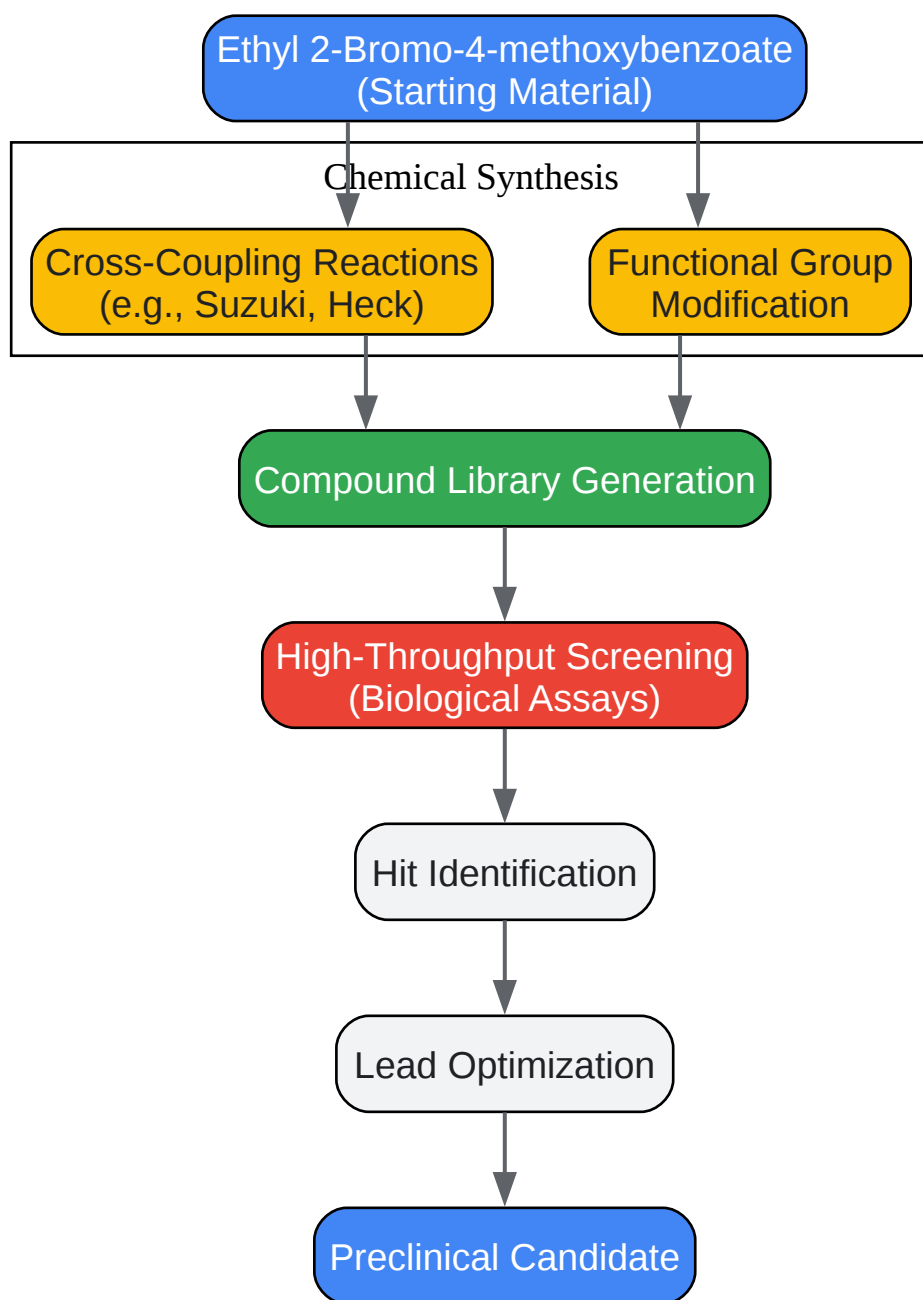 Ethyl 2-Bromo-4-methoxybenzoate
(Starting Material)
Chemical Synthesis
Cross-Coupling Reactions
(e.g., Suzuki, Heck)
Functional Group
Modification
Compound Library Generation
High-Throughput Screening
(Biological Assays)
Hit Identification
Lead Optimization
Preclinical Candidate